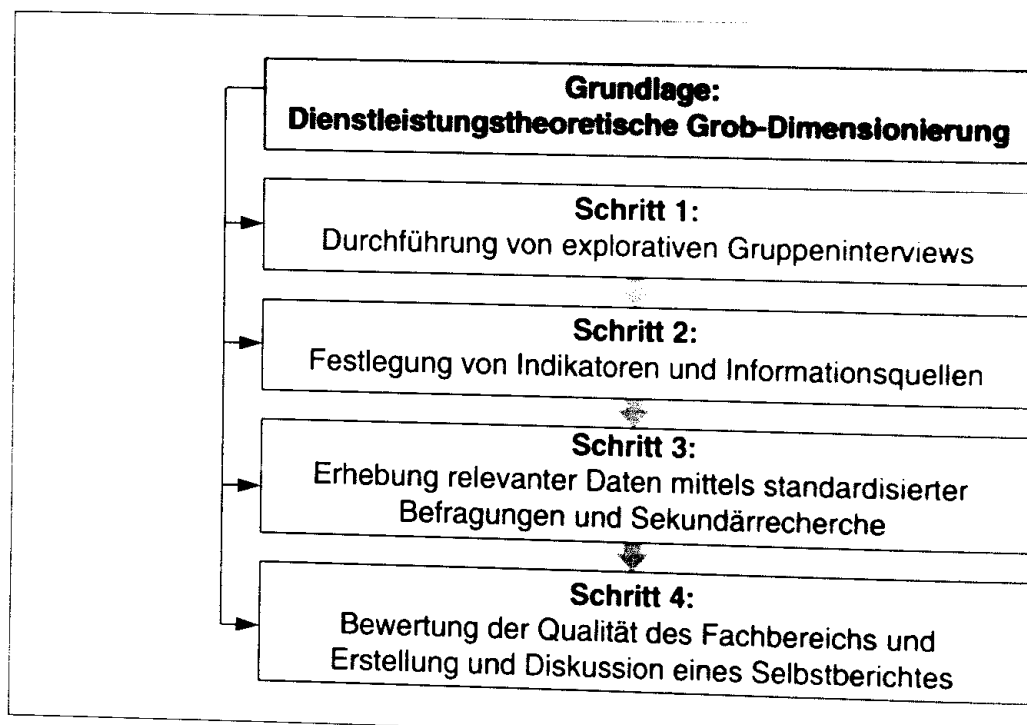 Grundlage:
Dienstleistungstheoretische Grob-Dimensionierung
Schritt 1:
Durchführung von explorativen Gruppeninterviews
Schritt 2:
Festlegung von Indikatoren und Informationsquellen
Schritt 3:
Erhebung relevanter Daten mittels standardisierter
Befragungen und Sekundärrecherche
Schritt 4:
Bewertung der Qualität des Fachbereichs und
Erstellung und Diskussion eines Selbstberichtes